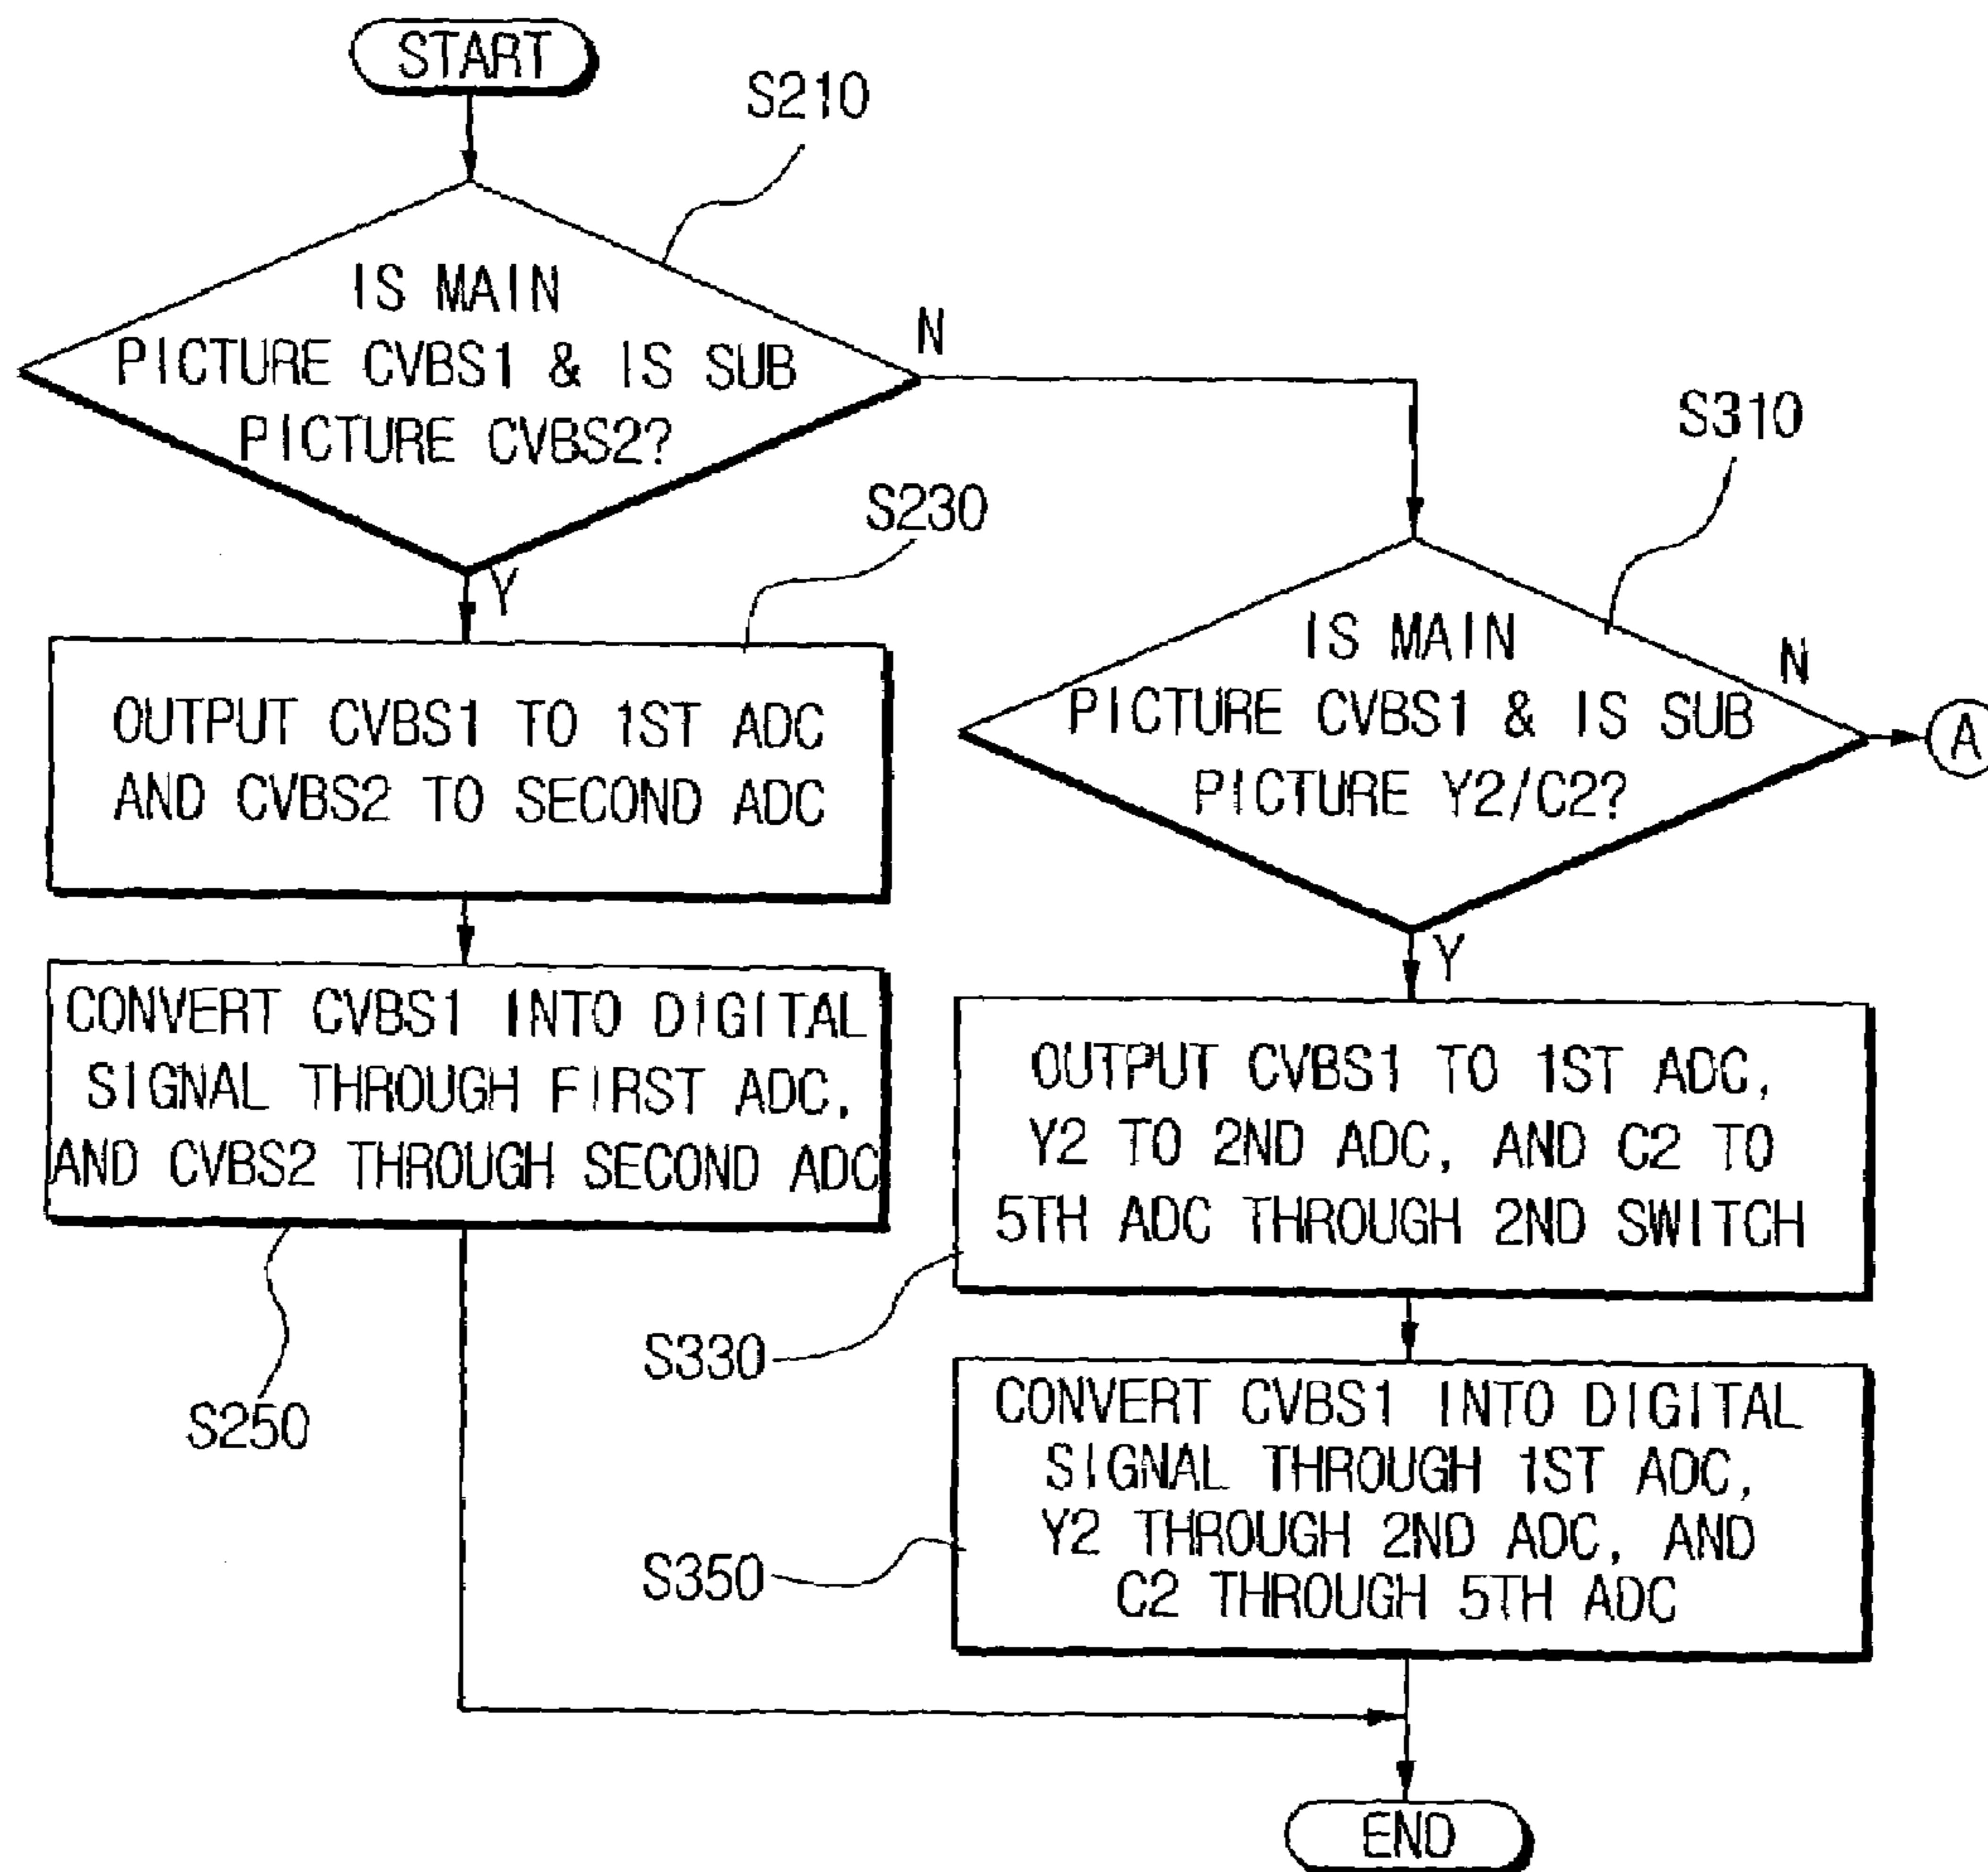 START
S210
IS MAIN
PICTURE CVBS1 & IS SUB
PICTURE CVBS2?
N
Y
S230
OUTPUT CVBS1 TO 1ST ADC
AND CVBS2 TO SECOND ADC
CONVERT CVBS1 INTO DIGITAL
SIGNAL THROUGH FIRST ADC,
AND CVBS2 THROUGH SECOND ADC
S250
S310
IS MAIN
PICTURE CVBS1 & IS SUB
PICTURE Y2/C2?
N
A
Y
OUTPUT CVBS1 TO 1ST ADC,
Y2 TO 2ND ADC, AND C2 TO
5TH ADC THROUGH 2ND SWITCH
S330
CONVERT CVBS1 INTO DIGITAL
SIGNAL THROUGH 1ST ADC,
Y2 THROUGH 2ND ADC, AND
C2 THROUGH 5TH ADC
S350
END